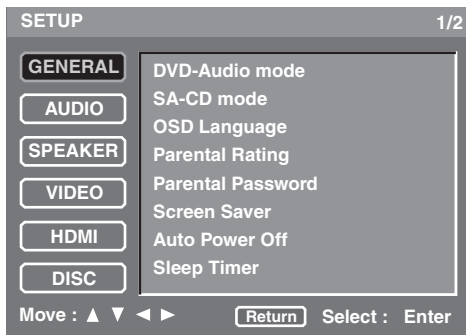 SETUP 1/2
GENERAL
AUDIO
SPEAKER
VIDEO
HDMI
DISC
DVD-Audio mode
SA-CD mode
OSD Language
Parental Rating
Parental Password
Screen Saver
Auto Power Off
Sleep Timer
Move : ▲ ▼ ◄ ► Return Select : Enter